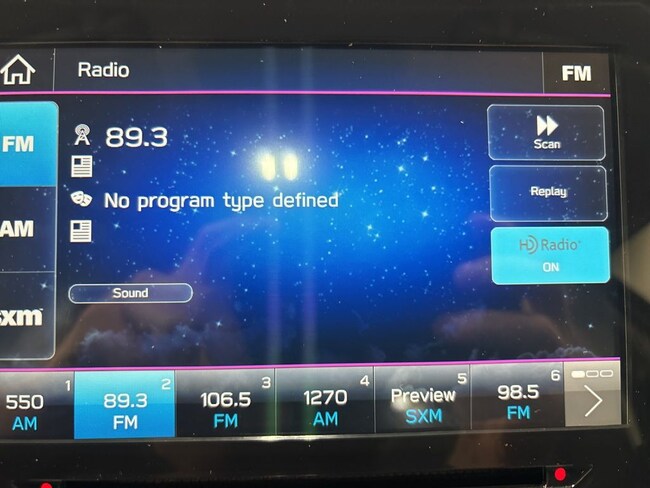 Radio
FM
FM
AM
sxm
89.3
No program type defined
Sound
Scan
Replay
HD Radio
ON
1
550
AM
2
89.3
FM
3
106.5
FM
4
1270
AM
5
Preview
SXM
6
98.5
FM